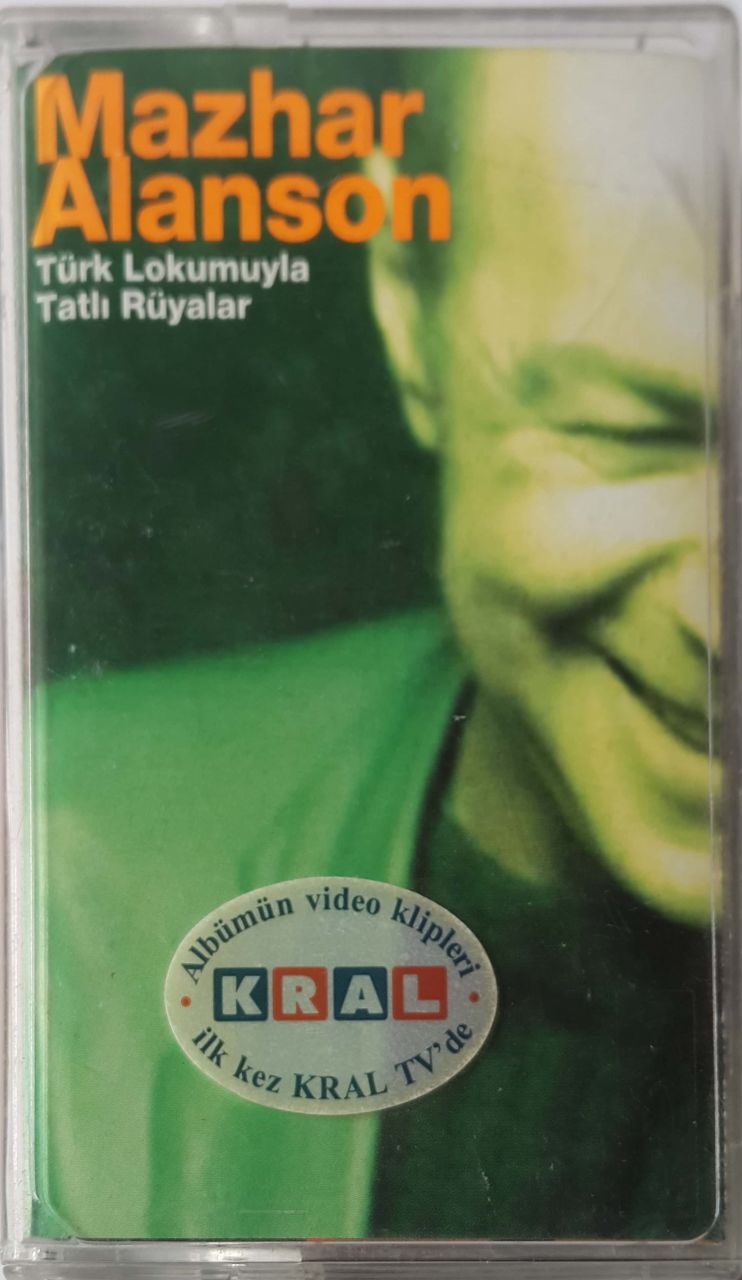 Mazhar
Alanson
Türk Lokumuyla
Tatlı Rüyalar
Albümün video klipleri
KRAL
ilk kez KRAL TV'de